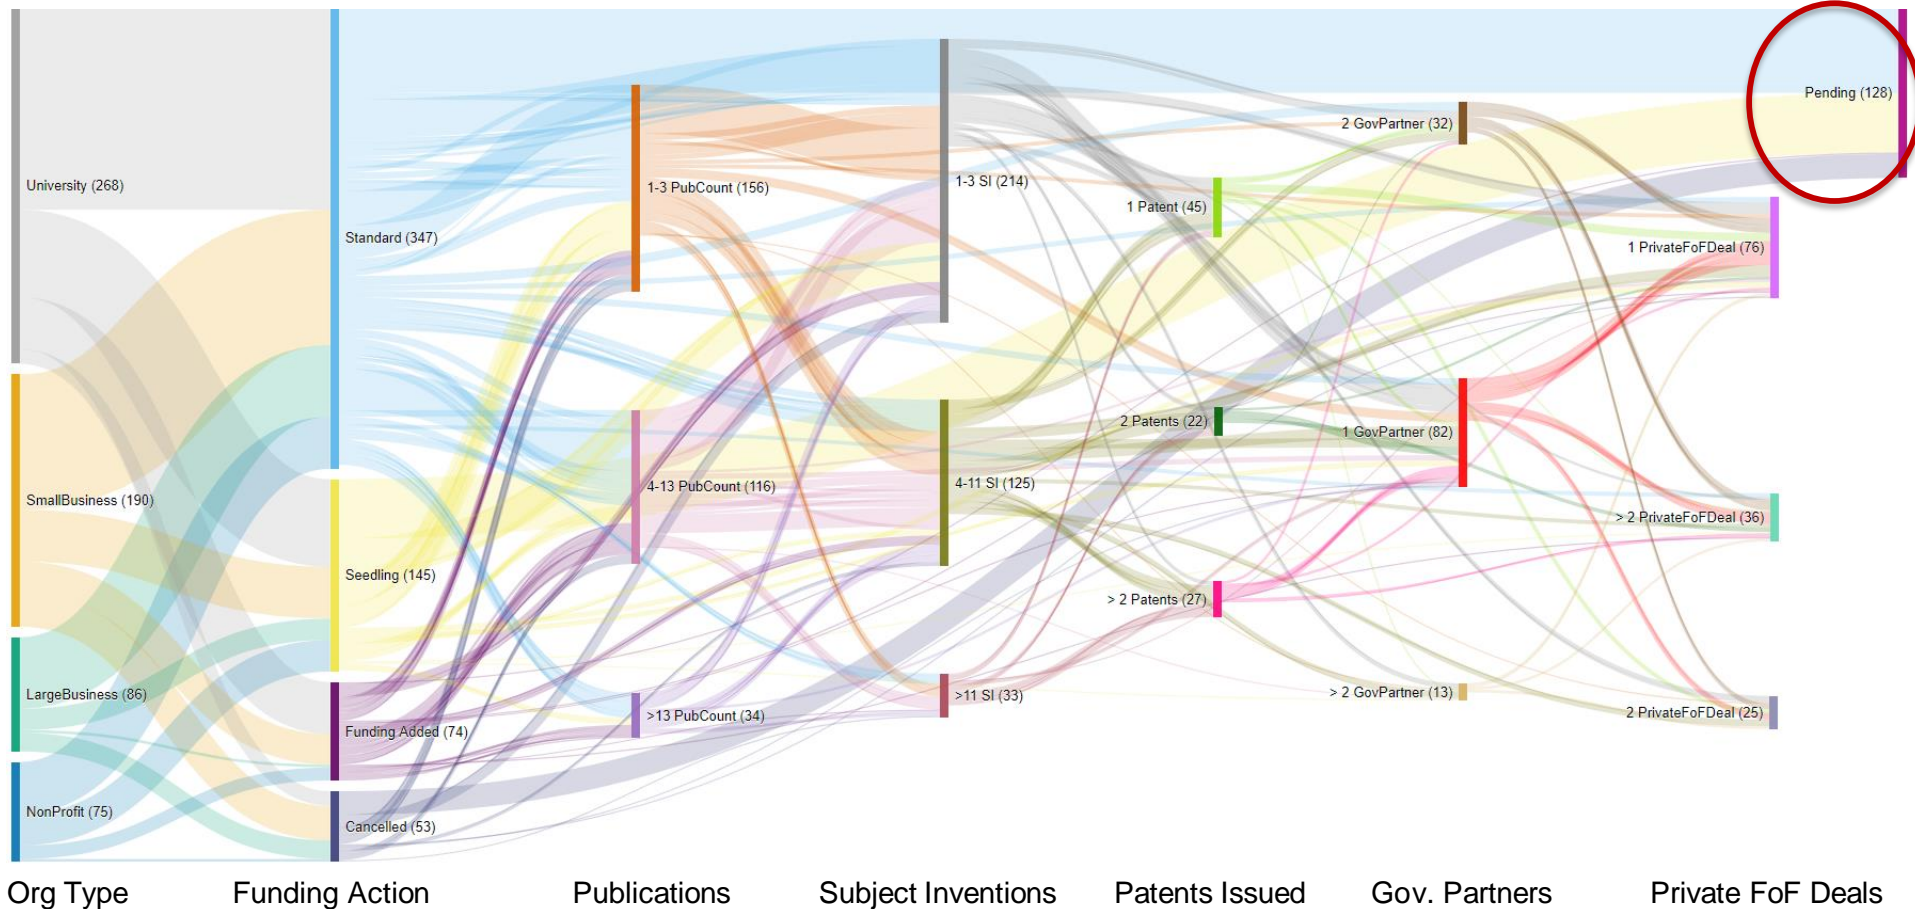 University (268)
SmallBusiness (190)
LargeBusiness (86)
NonProfit (75)
Standard (347)
Seedling (145)
Funding Added (74)
Cancelled (53)
1-3 PubCount (156)
4-13 PubCount (116)
>13 PubCount (34)
1-3 SI (214)
4-11 SI (125)
>11 SI (33)
1 Patent (45)
2 Patents (22)
> 2 Patents (27)
2 GovPartner (32)
1 GovPartner (82)
> 2 GovPartner (13)
Pending (128)
1 PrivateFoFDeal (76)
> 2 PrivateFoFDeal (36)
2 PrivateFoFDeal (25)
Org Type
Funding Action
Publications
Subject Inventions
Patents Issued
Gov. Partners
Private FoF Deals